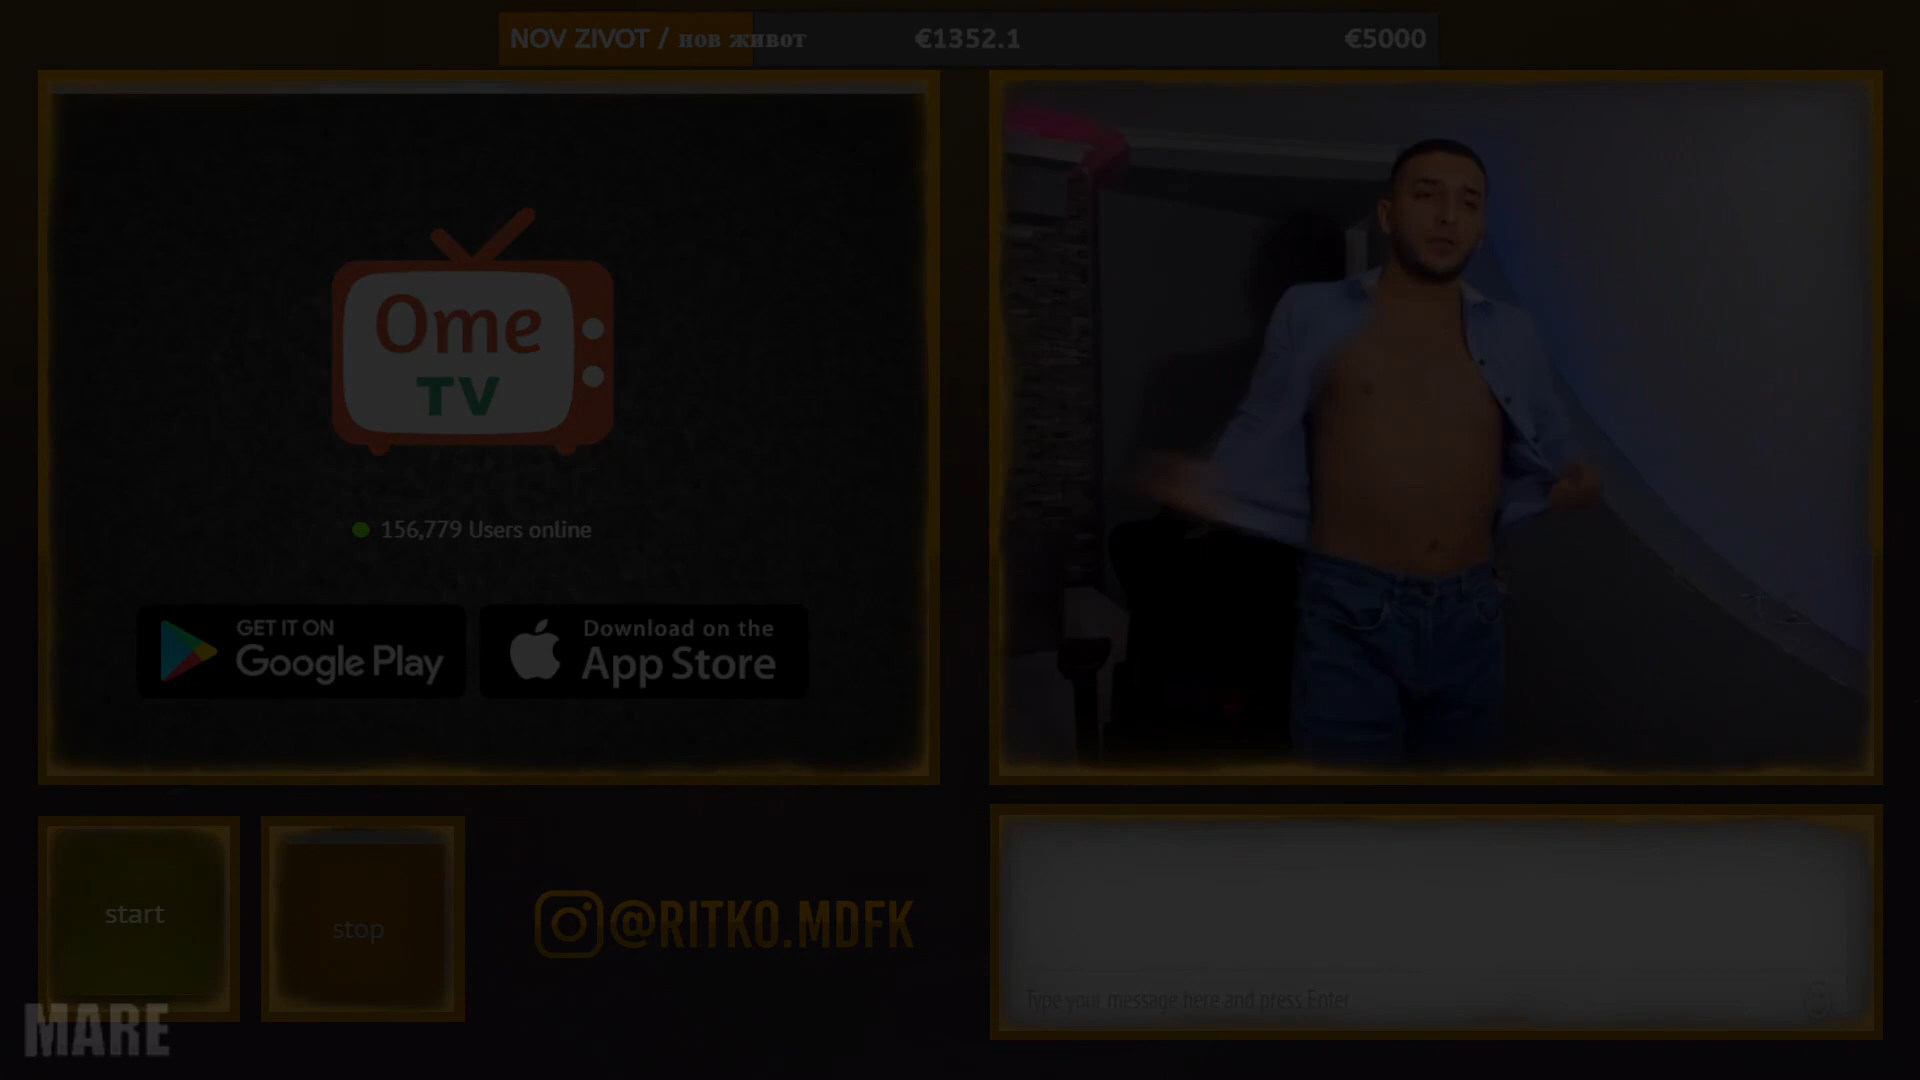 NOV ZIVOT / нов живот €1352.1 €5000
Ome
TV
156,779 Users online
GET IT ON
Google Play
Download on the
App Store
start
stop
@RITKO.MDFK
Type your message here and press Enter
MARE